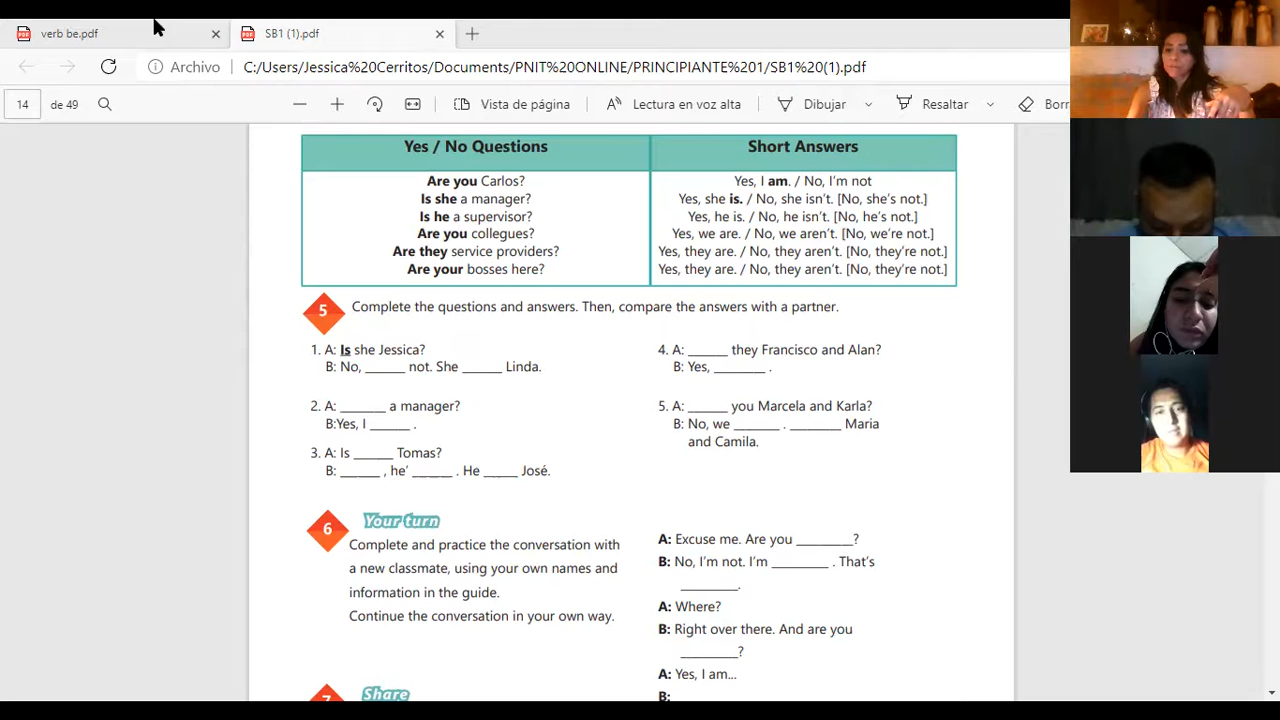 verb be.pdf
SB1 (1).pdf
Archivo C:/Users/Jessica%20Cerritos/Documents/PNIT%20ONLINE/PRINCIPIANTE%201/SB1%20(1).pdf
14 de 49 Vista de página Lectura en voz alta Dibujar Resaltar Borr
Yes / No Questions
Are you Carlos?
Is she a manager?
Is he a supervisor?
Are you collegues?
Are they service providers?
Are your bosses here?
Short Answers
Yes, I am. / No, I'm not
Yes, she is. / No, she isn't. [No, she's not.]
Yes, he is. / No, he isn't. [No, he's not.]
Yes, we are. / No, we aren't. [No, we're not.]
Yes, they are. / No, they aren't. [No, they're not.]
Yes, they are. / No, they aren't. [No, they're not.]
5 Complete the questions and answers. Then, compare the answers with a partner.
1. A: Is she Jessica?
B: No, ______ not. She ______ Linda.
2. A: _______ a manager?
B:Yes, I ______ .
3. A: Is ______ Tomas?
B: ______ , he' ______ . He _____ José.
4. A: ______ they Francisco and Alan?
B: Yes, ________ .
5. A: ______ you Marcela and Karla?
B: No, we _______ . ________ Maria
and Camila.
6 Your turn
Complete and practice the conversation with
a new classmate, using your own names and
information in the guide.
Continue the conversation in your own way.
A: Excuse me. Are you ________?
B: No, I'm not. I'm ________ . That's
________.
A: Where?
B: Right over there. And are you
________?
A: Yes, I am...
B:
7 Share